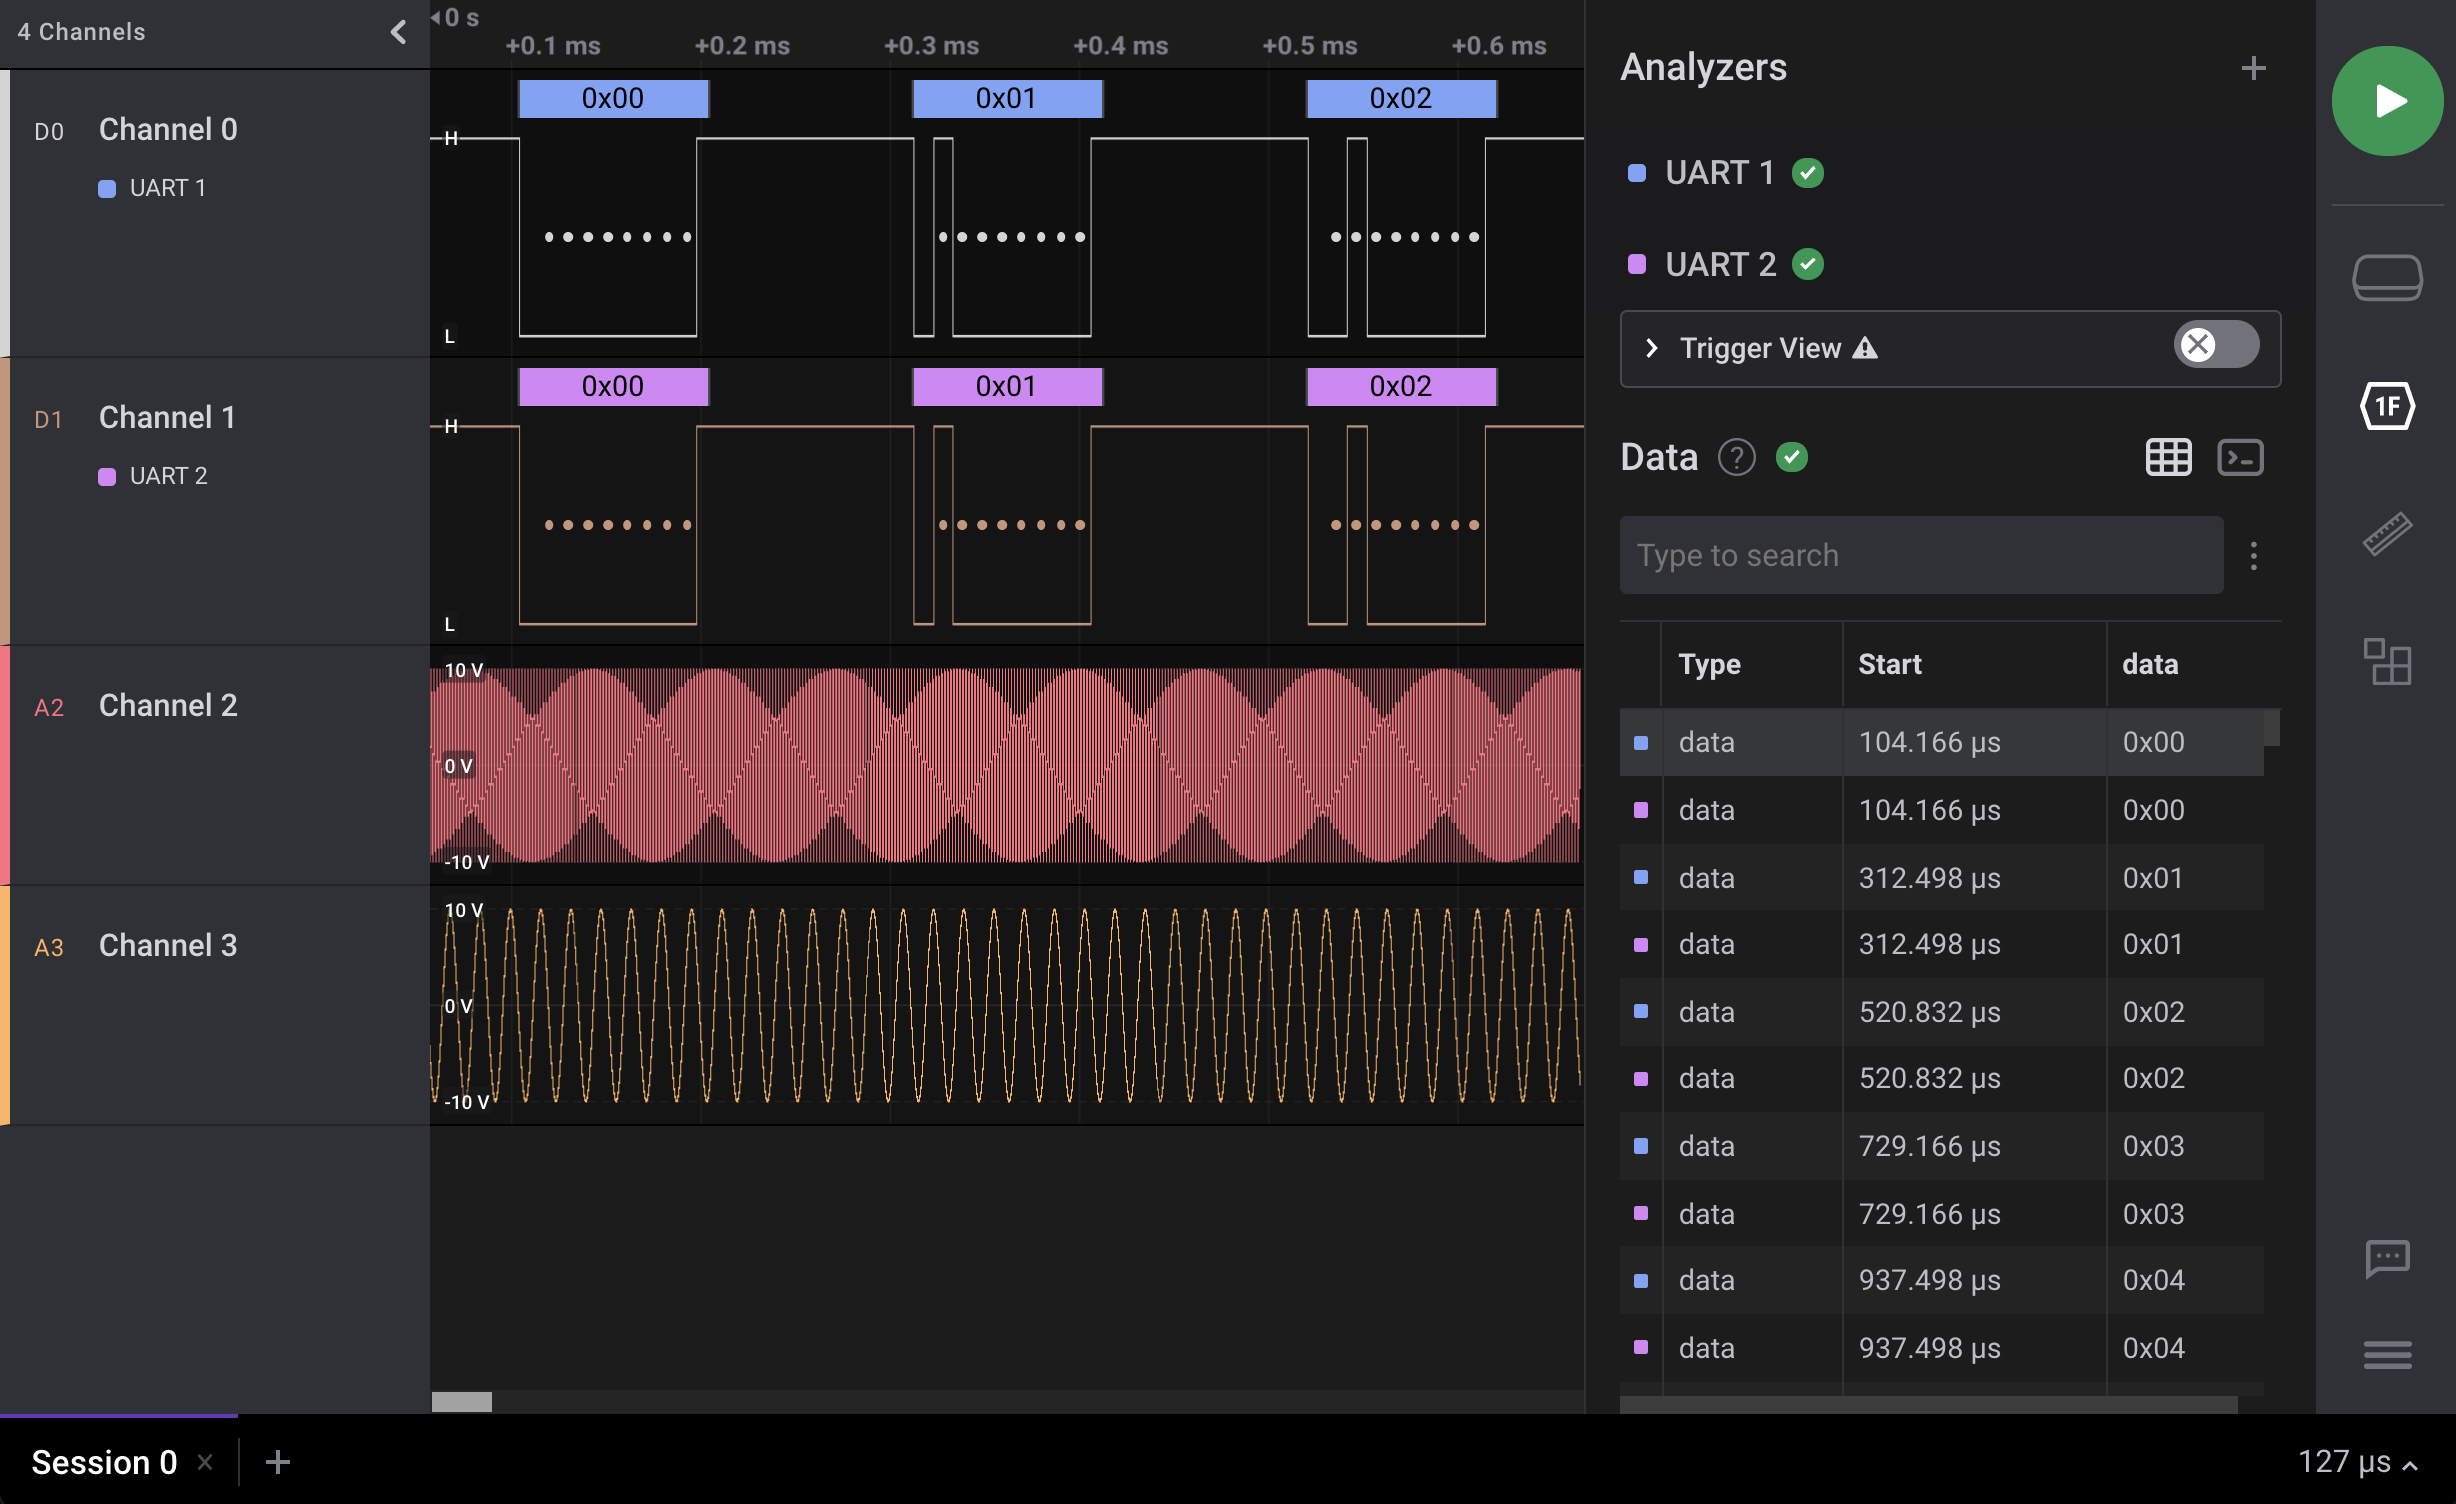 4 Channels
0 s
+0.1 ms +0.2 ms +0.3 ms +0.4 ms +0.5 ms +0.6 ms
D0 Channel 0
UART 1
0x00 0x01 0x02
H
L
D1 Channel 1
UART 2
0x00 0x01 0x02
H
L
A2 Channel 2
10 V
0 V
-10 V
A3 Channel 3
10 V
0 V
-10 V
Analyzers
UART 1
UART 2
Trigger View
Data ?
Type to search
Type Start data
data 104.166 µs 0x00
data 104.166 µs 0x00
data 312.498 µs 0x01
data 312.498 µs 0x01
data 520.832 µs 0x02
data 520.832 µs 0x02
data 729.166 µs 0x03
data 729.166 µs 0x03
data 937.498 µs 0x04
data 937.498 µs 0x04
1F
Session 0
127 µs